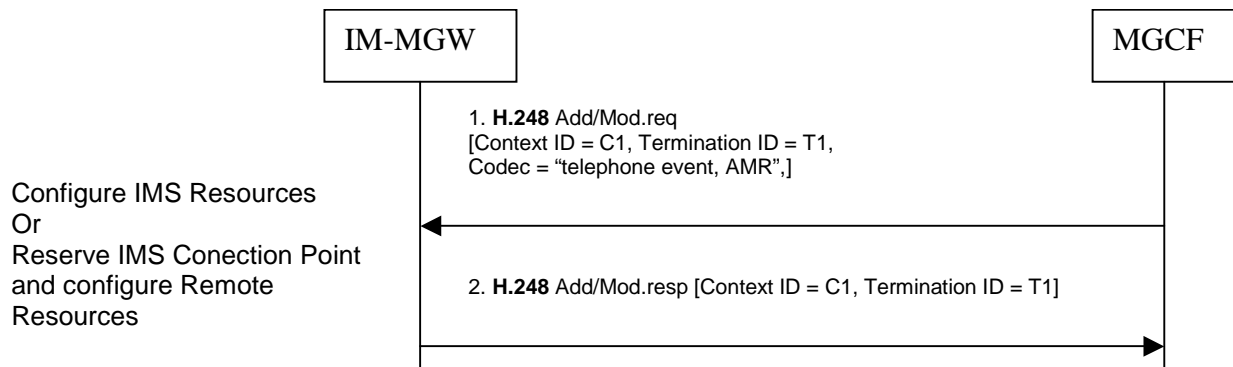 IM-MGW
MGCF
1. H.248 Add/Mod.req
[Context ID = C1, Termination ID = T1,
Codec = “telephone event, AMR”,]
Configure IMS Resources
Or
Reserve IMS Conection Point
and configure Remote
Resources
2. H.248 Add/Mod.resp [Context ID = C1, Termination ID = T1]